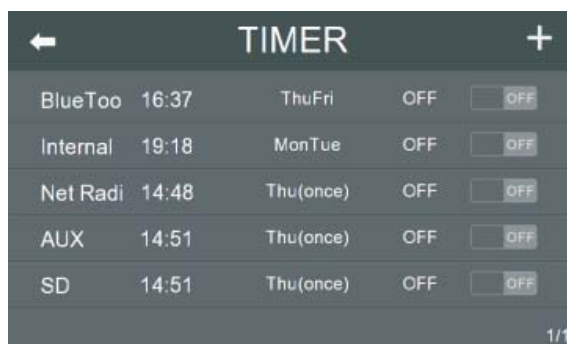 TIMER
BlueToo 16:37 ThuFri OFF OFF
Internal 19:18 MonTue OFF OFF
Net Radi 14:48 Thu(once) OFF OFF
AUX 14:51 Thu(once) OFF OFF
SD 14:51 Thu(once) OFF OFF
1/1